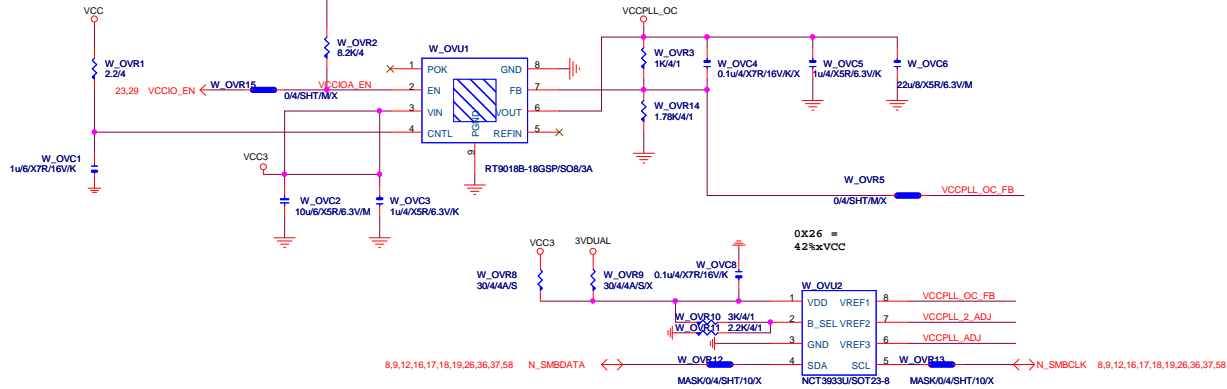 VCC
VCCPLL_OC
W_OVR1
2.2/4
W_OVR2
8.2K/4
W_OVU1
W_OVR3
1K/4/1
W_OVC4
0.1u/4/X7R/16V/K/X
W_OVC5
1u/4/X5R/6.3V/K
W_OVC6
22u/8/X5R/6.3V/M
1 POK
GND 8
23,29 VCCIO_EN
W_OVR15
0/4/SHT/M/X
VCCIOA_EN
2 EN
FB 7
3 VIN
VOUT 6
4 CNTL
REFIN 5
PGND
9
W_OVR14
1.78K/4/1
RT9018B-18GSP/SO8/3A
W_OVC1
1u/6/X7R/16V/K
VCC3
W_OVC2
10u/6/X5R/6.3V/M
W_OVC3
1u/4/X5R/6.3V/K
W_OVR5
0/4/SHT/M/X
VCCPLL_OC_FB
0X26 =
42%xVCC
VCC3
3VDUAL
W_OVR8
30/4/4A/S
W_OVR9
30/4/4A/S/X
W_OVC8
0.1u/4/X7R/16V/K
W_OVU2
1 VDD
VREF1 8
VCCPLL_OC_FB
W_OVR10 3K/4/1
2 B_SEL
VREF2 7
VCCPLL_2_ADJ
W_OVR11 2.2K/4/1
3 GND
VREF3 6
VCCPLL_ADJ
8,9,12,16,17,18,19,26,36,37,58 N_SMBDATA
W_OVR12
MASK/0/4/SHT/10/X
4 SDA
SCL 5
W_OVR13
MASK/0/4/SHT/10/X
N_SMBCLK 8,9,12,16,17,18,19,26,36,37,58
NCT3933U/SOT23-8